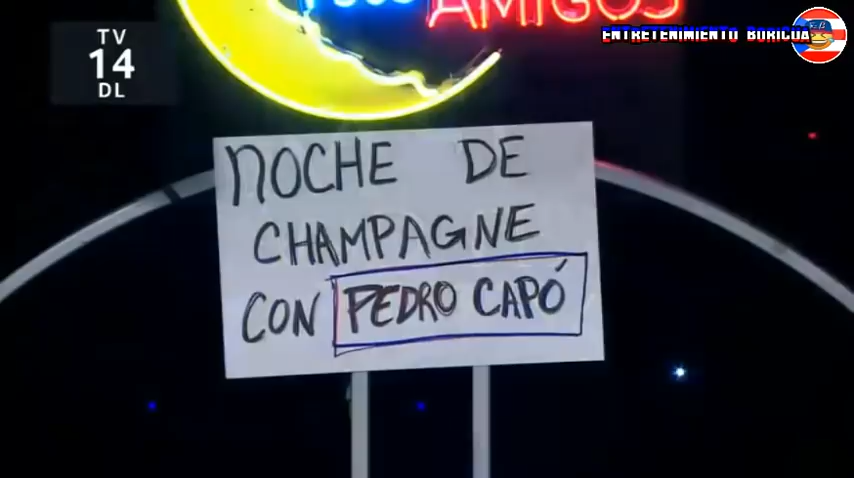 AMIGOS
ENTRETENIMIENTO BORICUA
TV
14
DL
NOCHE DE
CHAMPAGNE
CON PEDRO CAPÓ